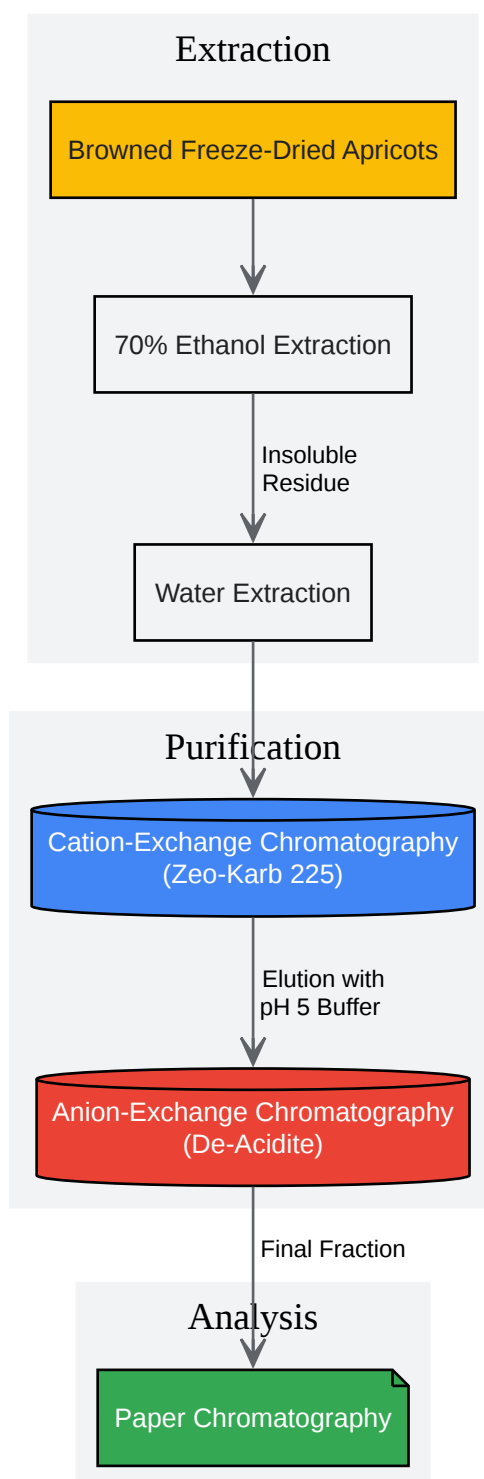 Extraction
Browned Freeze-Dried Apricots
70% Ethanol Extraction
Insoluble
Residue
Water Extraction
Purification
Cation-Exchange Chromatography
(Zeo-Karb 225)
Elution with
pH 5 Buffer
Anion-Exchange Chromatography
(De-Acidite)
Final Fraction
Analysis
Paper Chromatography